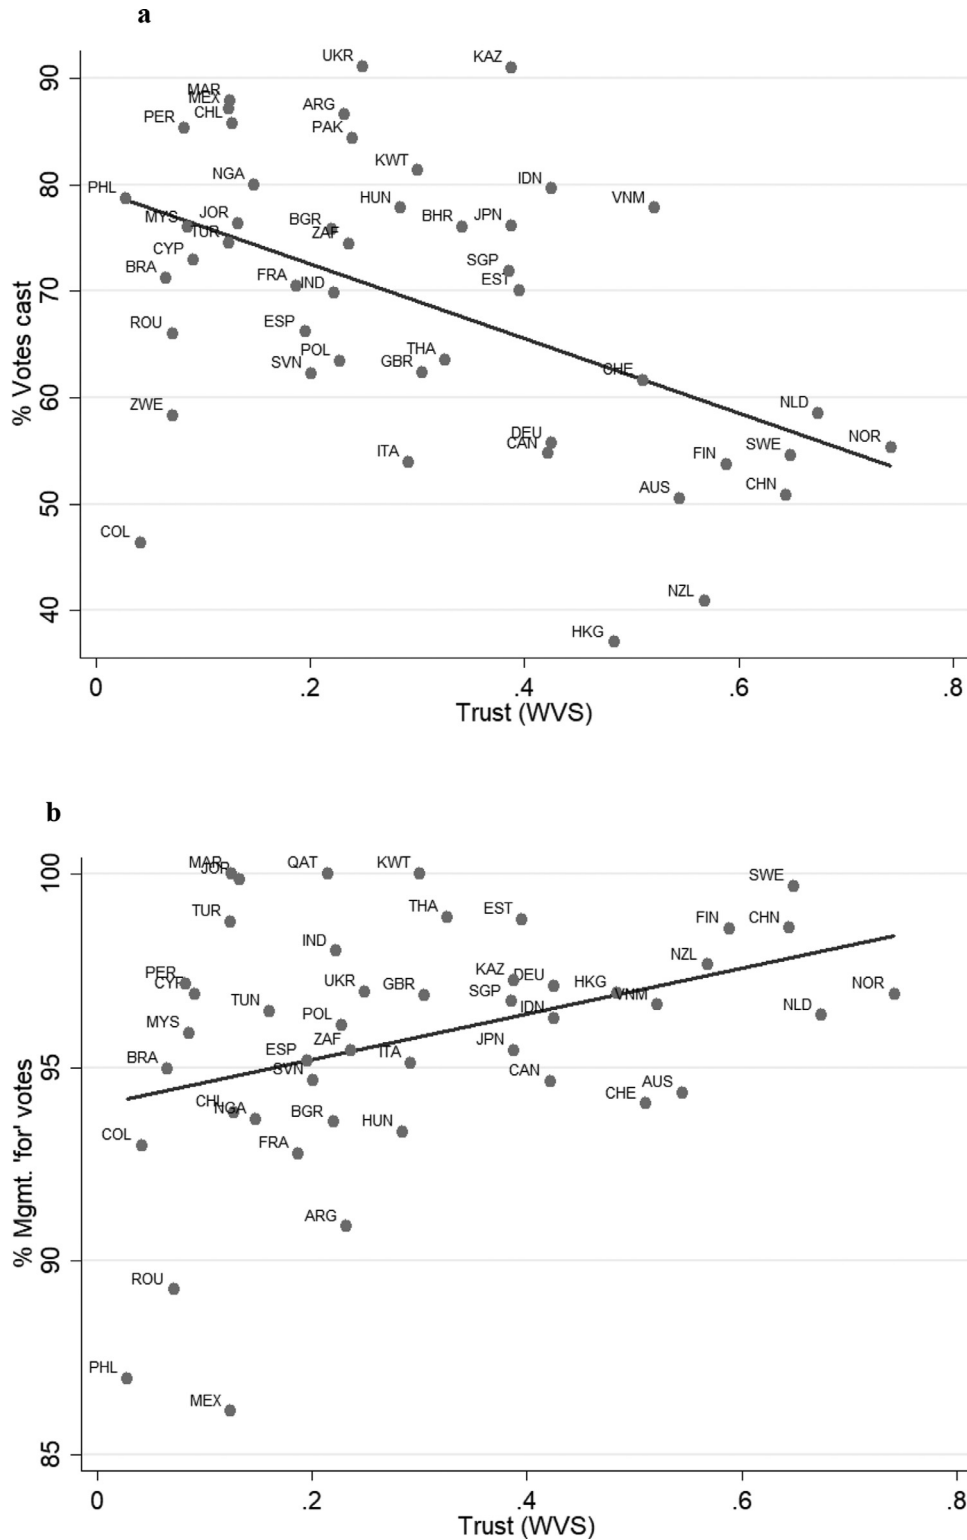 a
UKR
KAZ
90
MAR
MEX
ARG
CHL
PER
PAK
KWT
NGA
IDN
80
PHL
HUN
VNM
JOR
MYS
BGR
BHR
JPN
TUR
ZAF
CYP
SGP
BRA
FRA
IND
EST
70
ROU
ESP
POL
THA
SVN
GBR
CHE
60
ZWE
NLD
DEU
CAN
NOR
SWE
ITA
FIN
AUS
CHN
50
COL
NZL
40
HKG
% Votes cast
0 .2 .4 .6 .8
Trust (WVS)
b
100
MAR
JOR
QAT
KWT
SWE
TUR
THA
EST
FIN
CHN
IND
NZL
PER
CYP
UKR
GBR
KAZ
DEU
HKG
NOR
TUN
SGP
VNM
NLD
MYS
POL
IDN
ZAF
JPN
BRA
ESP
ITA
SVN
CAN
95
AUS
CHE
CHL
NGA
BGR
HUN
COL
FRA
ARG
90
ROU
PHL
MEX
85
% Mgmt. 'for' votes
0 .2 .4 .6 .8
Trust (WVS)